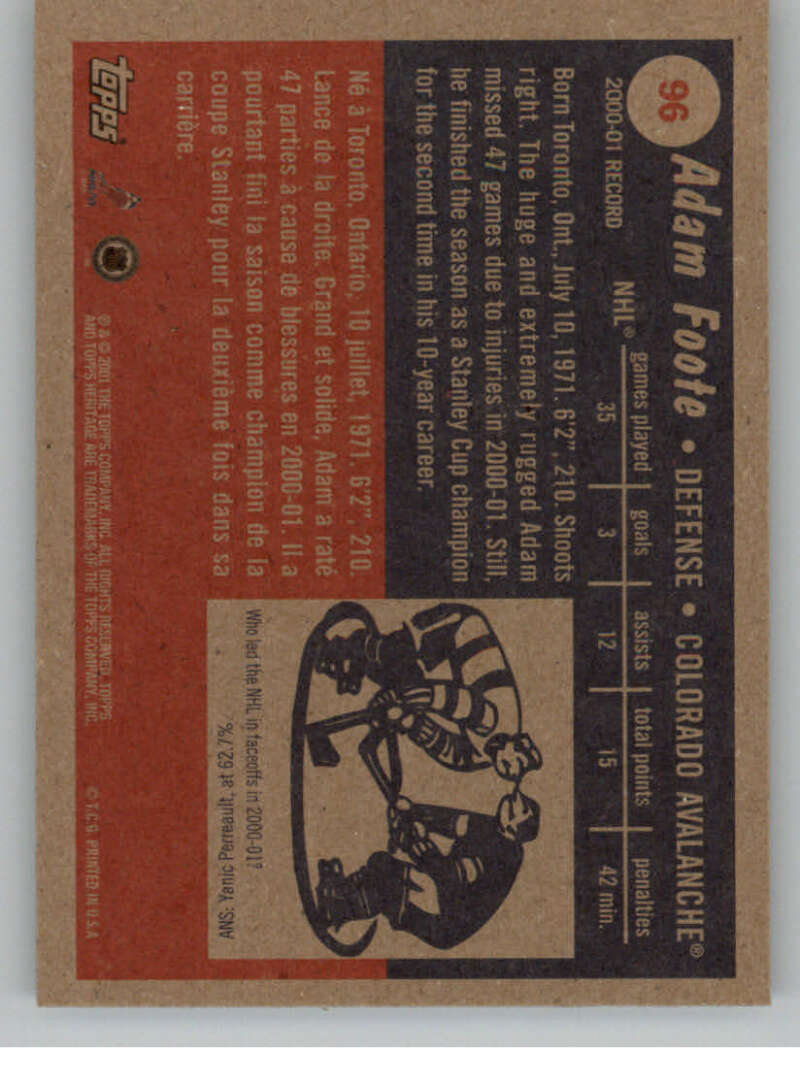 96
Adam Foote • DEFENSE • COLORADO AVALANCHE®
2000-01 RECORD
games played goals assists total points penalties
NHL® 35 3 12 15 42 min.
Born Toronto, Ont., July 10, 1971. 6'2", 210. Shoots
right. The huge and extremely rugged Adam
missed 47 games due to injuries in 2000-01. Still,
he finished the season as a Stanley Cup champion
for the second time in his 10-year career.
Né à Toronto, Ontario, 10 juillet, 1971. 6'2", 210.
Lance de la droite. Grand et solide, Adam a raté
47 parties à cause de blessures en 2000-01. Il a
pourtant fini la saison comme champion de la
coupe Stanley pour la deuxième fois dans sa
carrière.
Who led the NHL in faceoffs in 2000-01?
ANS: Yanic Perreault, at 62.7%.
topps
® & © 2001 THE TOPPS COMPANY, INC. ALL RIGHTS RESERVED. TOPPS
AND TOPPS HERITAGE ARE TRADEMARKS OF THE TOPPS COMPANY, INC.
© T.C.G. PRINTED IN U.S.A.